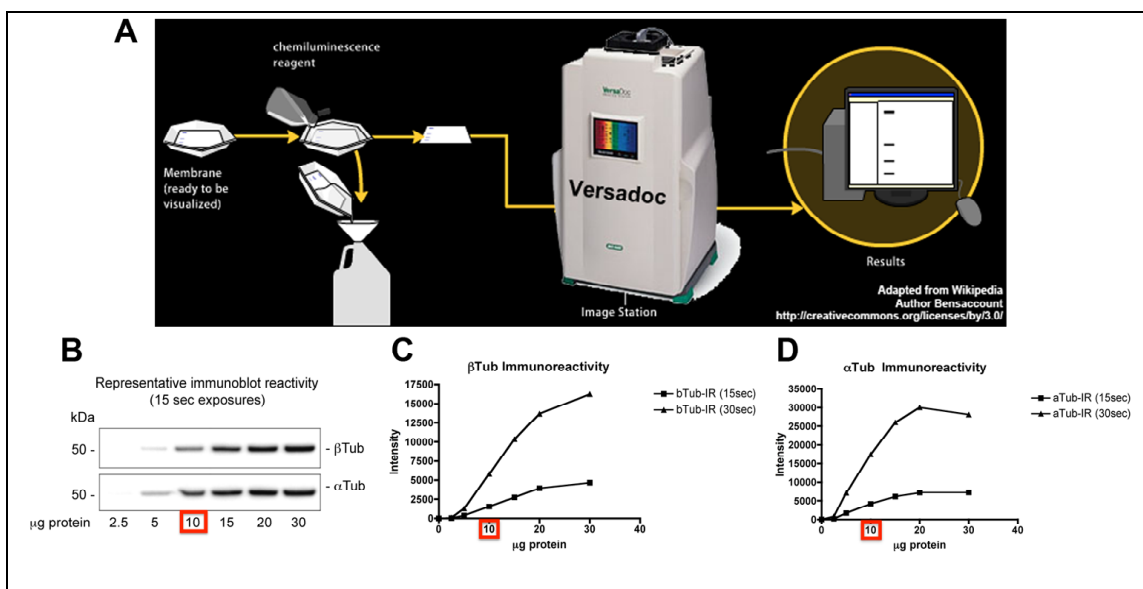 A
chemiluminescence
reagent
Membrane
(ready to be
visualized)
VersaDoc
Versadoc
BIO-RAD
Image Station
Results
Adapted from Wikipedia
Author Bensaccount
http://creativecommons.org/licenses/by/3.0/
B
Representative immunoblot reactivity
(15 sec exposures)
kDa
50 -
- βTub
50 -
- αTub
μg protein 2.5 5 10 15 20 30
C
βTub Immunoreactivity
17500
15000
12500
10000
7500
5000
2500
0
Intensity
0 10 20 30 40
μg protein
bTub-IR (15sec)
bTub-IR (30sec)
D
αTub Immunoreactivity
35000
30000
25000
20000
15000
10000
5000
0
Intensity
0 10 20 30 40
μg protein
aTub-IR (15sec)
aTub-IR (30sec)